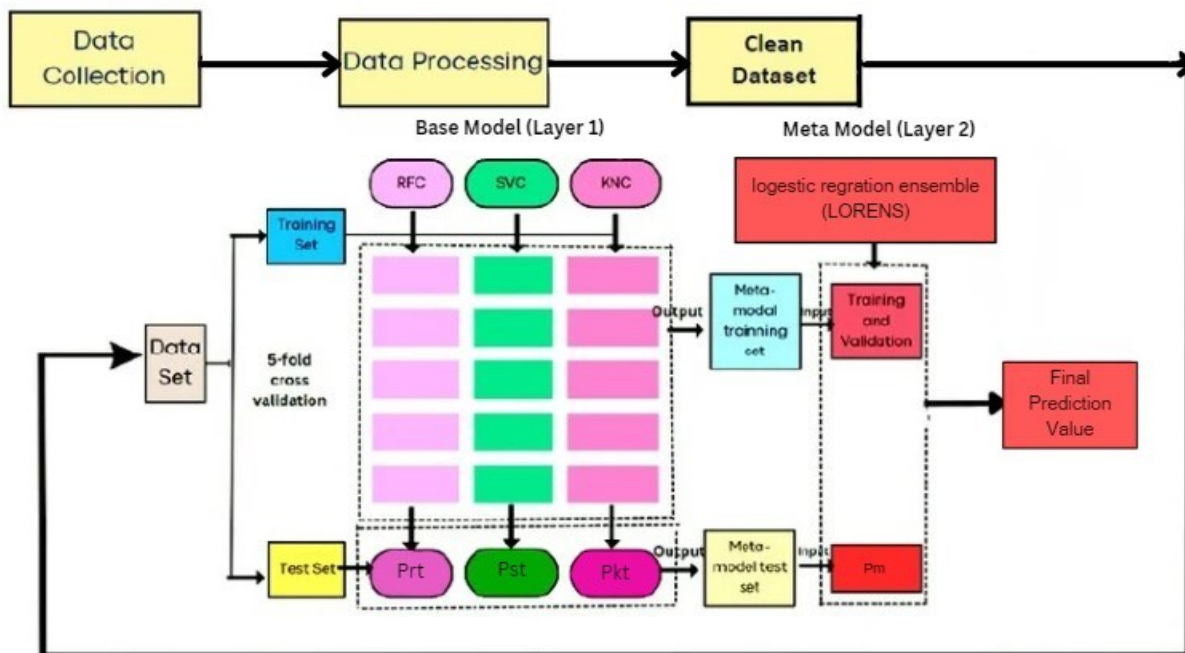 Data
Collection
Data Processing
Clean
Dataset
Base Model (Layer 1)
Meta Model (Layer 2)
RFC
SVC
KNC
logestic regration ensemble
(LORENS)
Training
Set
Output
Meta-
modal trainning
set
Input
Training
and
Validation
Data
Set
5-fold
cross
validation
Final
Prediction
Value
Test Set
Prt
Pst
Pkt
Output
Meta-
model test
set
Input
Pm